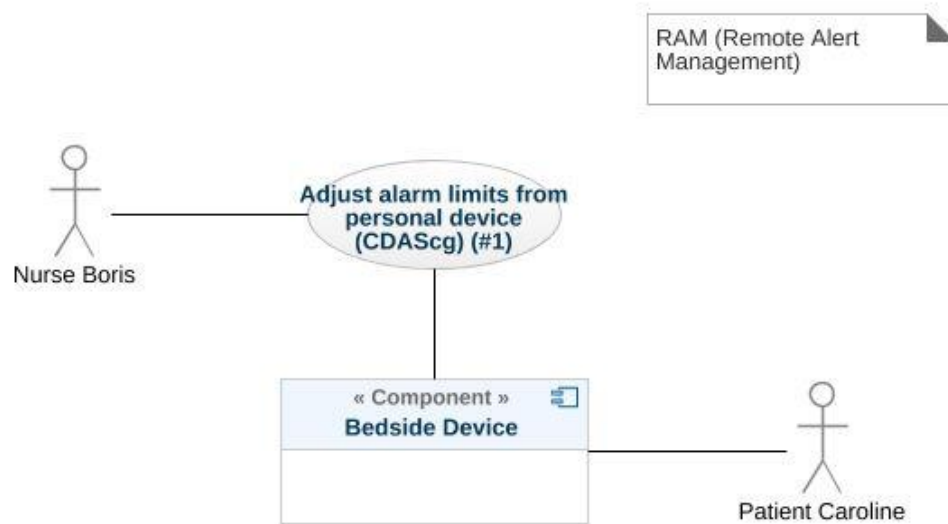 RAM (Remote Alert
Management)
Adjust alarm limits from
personal device
(CDAScg) (#1)
Nurse Boris
« Component »
Bedside Device
Patient Caroline